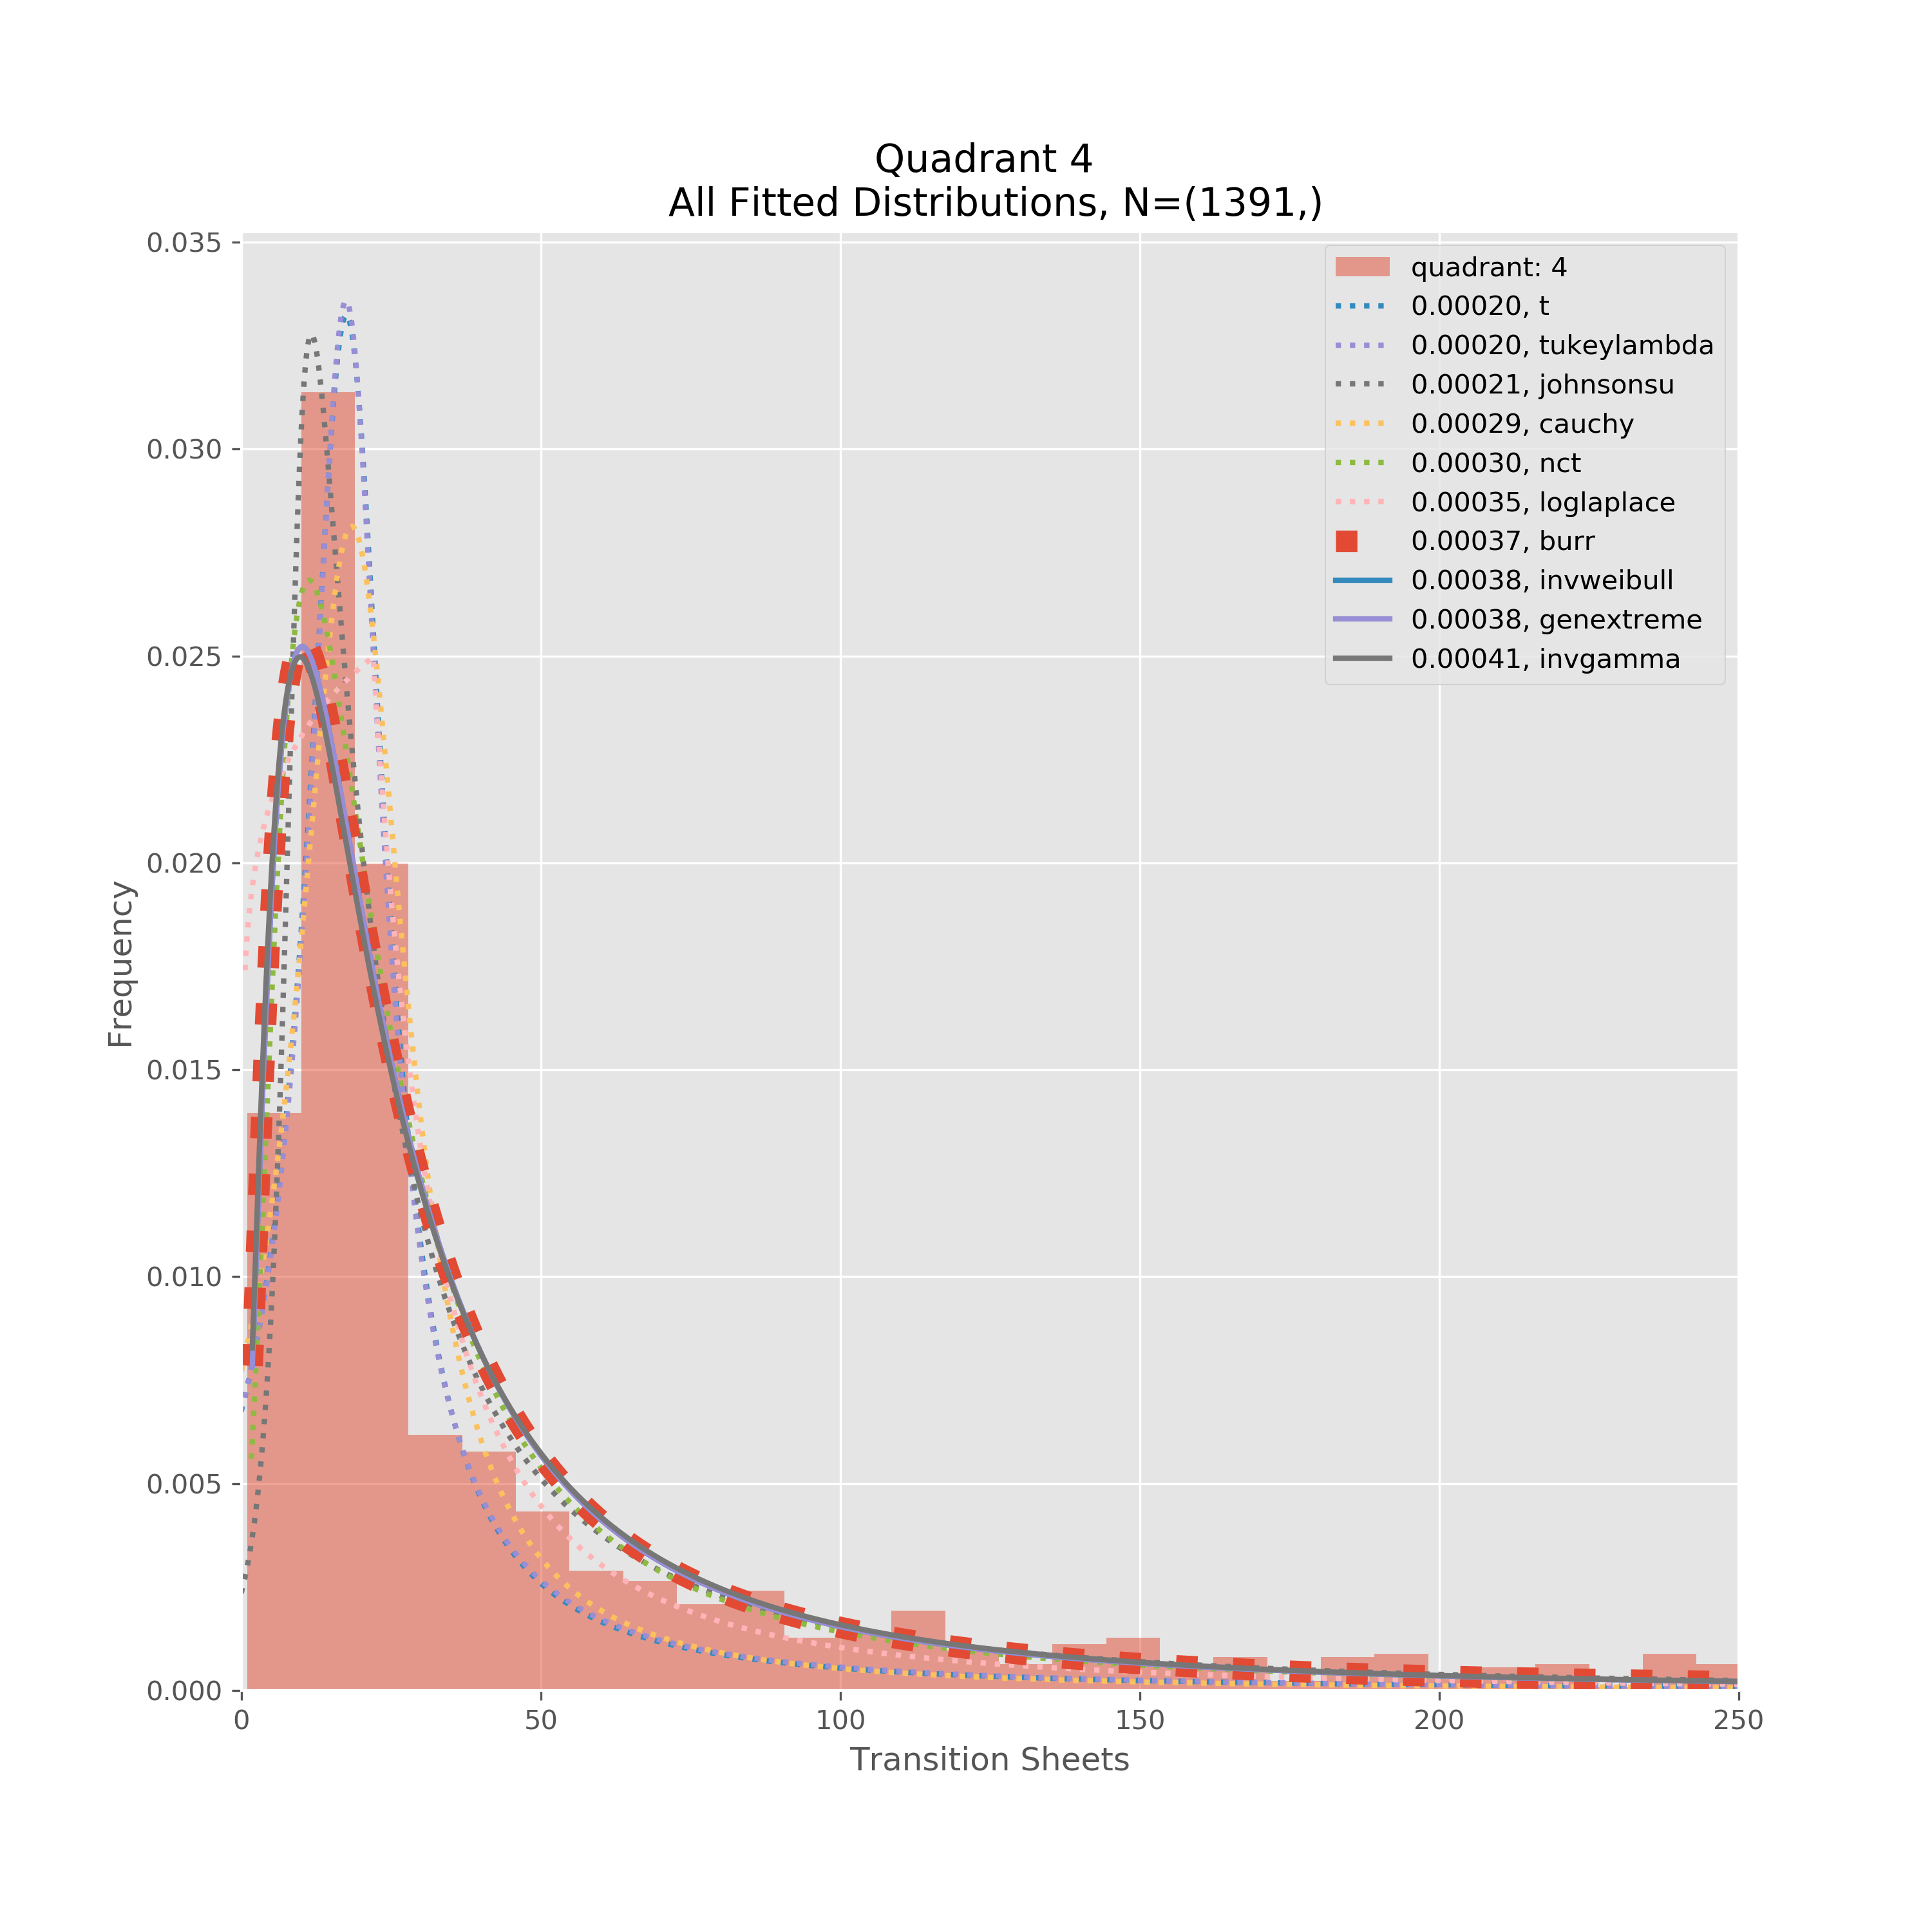 Quadrant 4
All Fitted Distributions, N=(1391,)
0.035
0.030
0.025
0.020
0.015
0.010
0.005
0.000
Frequency
quadrant: 4
0.00020, t
0.00020, tukeylambda
0.00021, johnsonsu
0.00029, cauchy
0.00030, nct
0.00035, loglaplace
0.00037, burr
0.00038, invweibull
0.00038, genextreme
0.00041, invgamma
0 50 100 150 200 250
Transition Sheets